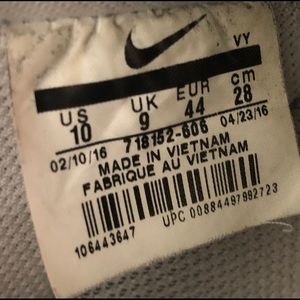 VY
US UK EUR cm
10 9 44 28
718152-606
02/10/16 04/23/16
MADE IN VIETNAM
FABRIQUE AU VIETNAM
106443647
UPC 00884497992723